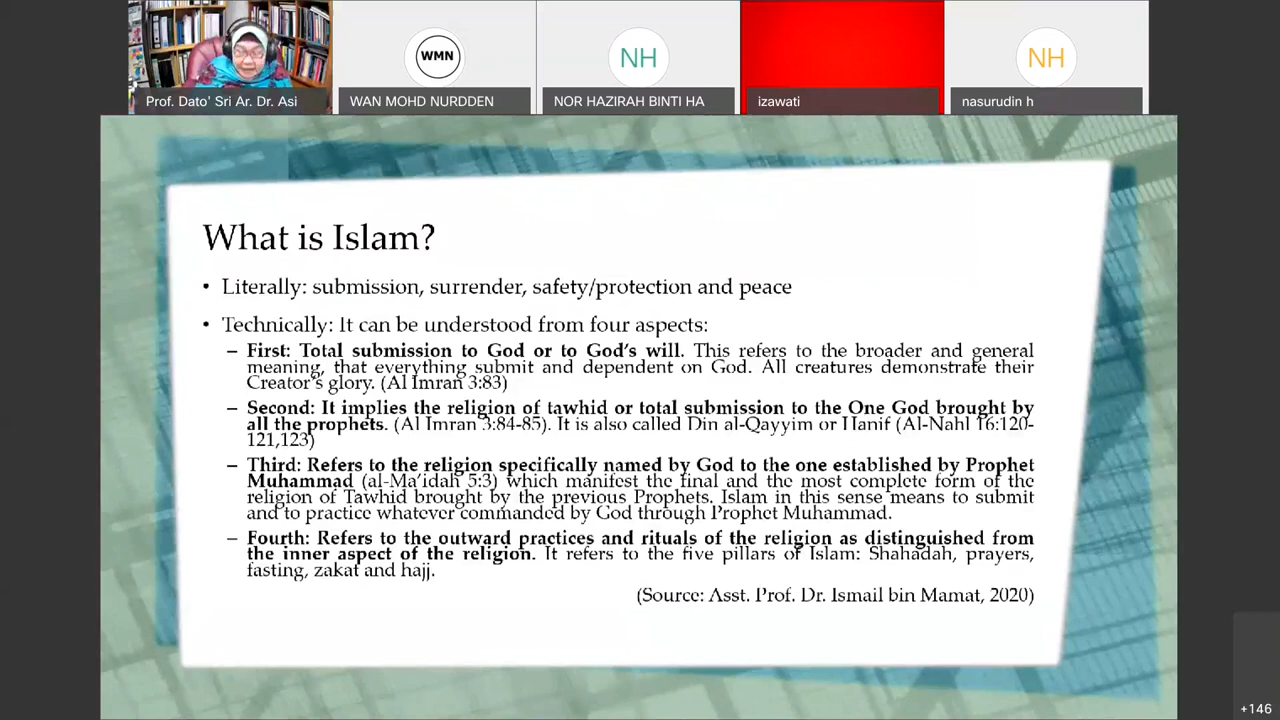 WMN
NH
NH
Prof. Dato' Sri Ar. Dr. Asi
WAN MOHD NURDDEN
NOR HAZIRAH BINTI HA
izawati
nasurudin h
What is Islam?
• Literally: submission, surrender, safety/protection and peace
• Technically: It can be understood from four aspects:
– First: Total submission to God or to God's will. This refers to the broader and general
meaning, that everything submit and dependent on God. All creatures demonstrate their
Creator's glory. (Al Imran 3:83)
– Second: It implies the religion of tawhid or total submission to the One God brought by
all the prophets. (Al Imran 3:84-85). It is also called Din al-Qayyim or Hanif (Al-Nahl 16:120-
121,123)
– Third: Refers to the religion specifically named by God to the one established by Prophet
Muhammad (al-Ma'idah 5:3) which manifest the final and the most complete form of the
religion of Tawhid brought by the previous Prophets. Islam in this sense means to submit
and to practice whatever commanded by God through Prophet Muhammad.
– Fourth: Refers to the outward practices and rituals of the religion as distinguished from
the inner aspect of the religion. It refers to the five pillars of Islam: Shahadah, prayers,
fasting, zakat and hajj.
(Source: Asst. Prof. Dr. Ismail bin Mamat, 2020)
+146